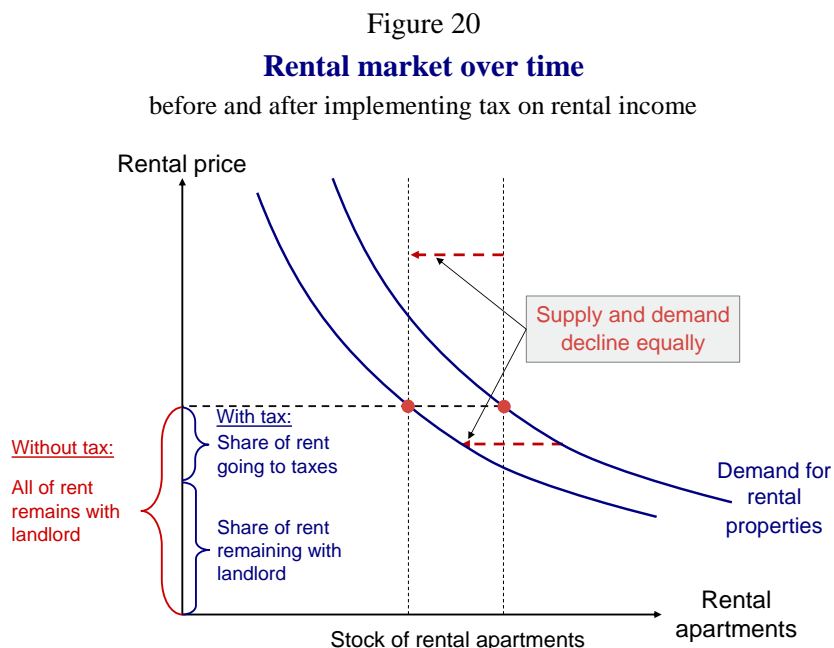 Figure 20
Rental market over time
before and after implementing tax on rental income
Rental price
Supply and demand
decline equally
With tax:
Share of rent
going to taxes
Without tax:
All of rent
remains with
landlord
Share of rent
remaining with
landlord
Demand for
rental
properties
Rental
apartments
Stock of rental apartments